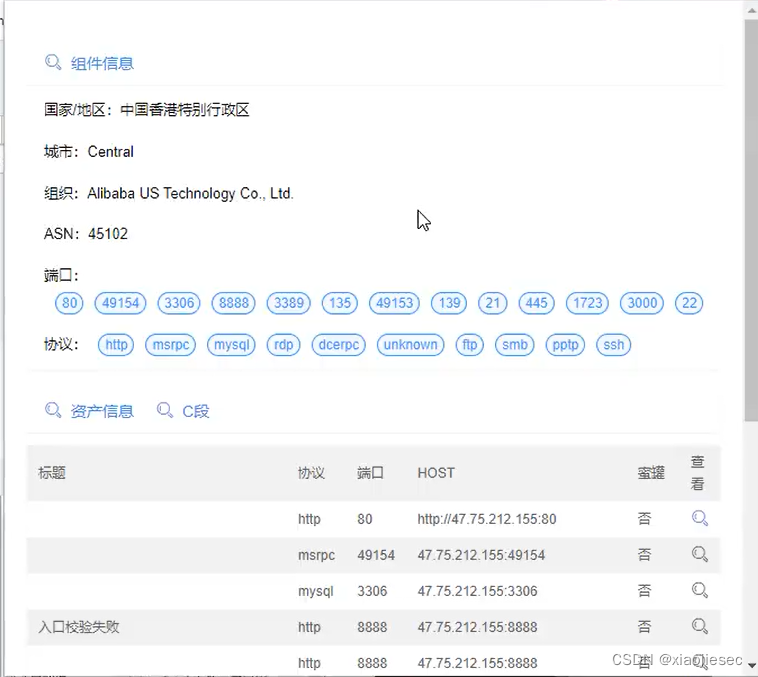 组件信息
国家/地区：中国香港特别行政区
城市：Central
组织：Alibaba US Technology Co., Ltd.
ASN：45102
端口：
80 49154 3306 8888 3389 135 49153 139 21 445 1723 3000 22
协议： http msrpc mysql rdp dcerpc unknown ftp smb pptp ssh
资产信息 C段
标题 协议 端口 HOST 蜜罐 查看
http 80 http://47.75.212.155:80 否
msrpc 49154 47.75.212.155:49154 否
mysql 3306 47.75.212.155:3306 否
入口校验失败 http 8888 47.75.212.155:8888 否
http 8888 47.75.212.155:8888 否
CSDN @xiaojiesec